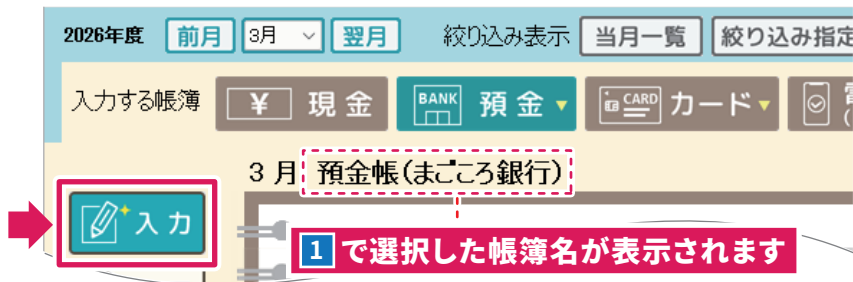 2026年度 前月 3月 翌月 絞り込み表示 当月一覧 絞り込み指定
入力する帳簿 ¥ 現金 BANK 預金 CARD カード
3月 預金帳(まごころ銀行)
入力
1 で選択した帳簿名が表示されます